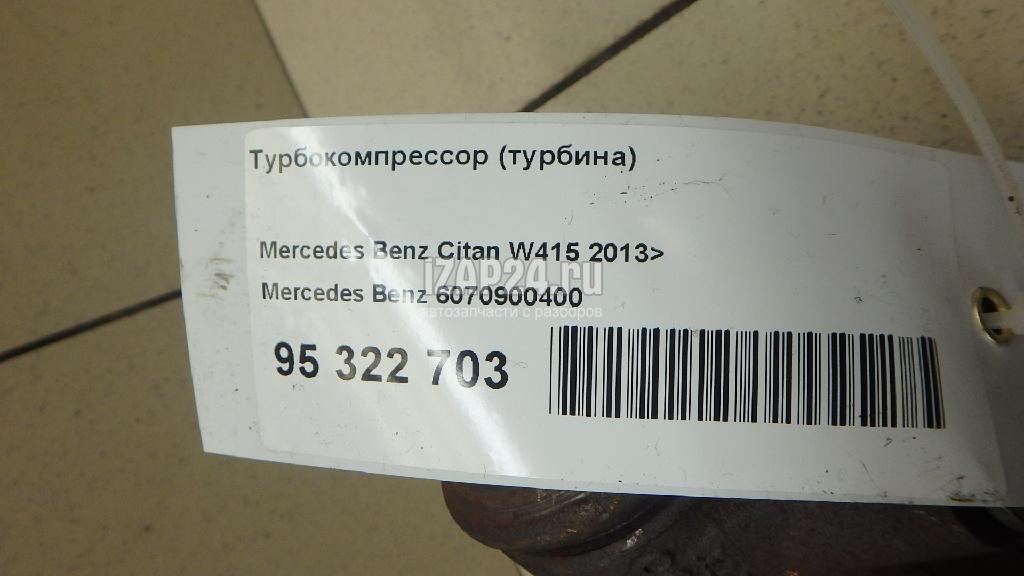 Турбокомпрессор (турбина)
Mercedes Benz Citan W415 2013>
iZAP24.ru
Mercedes Benz 6070900400
автозапчасти с разборов
95 322 703